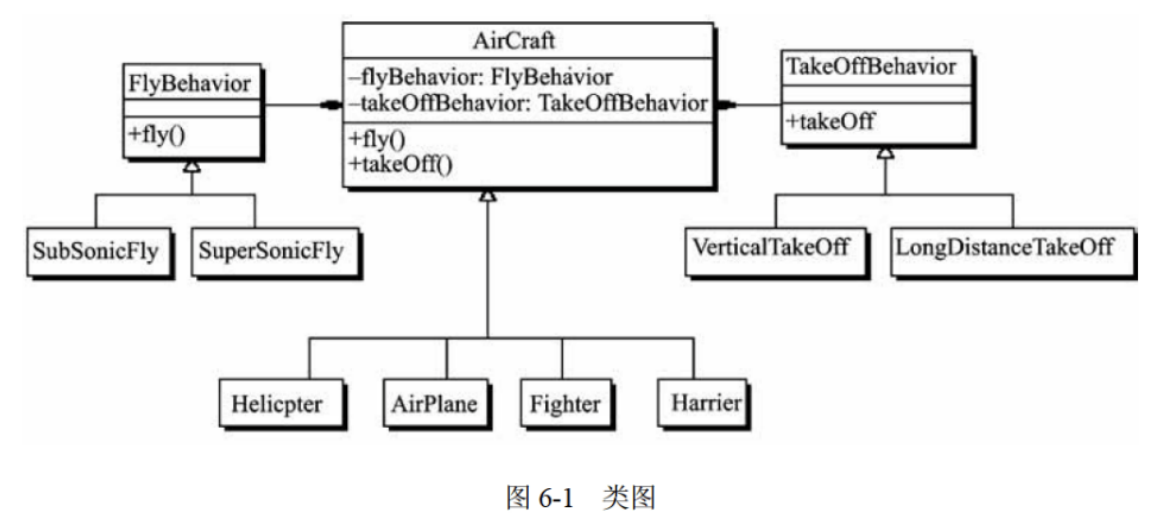 AirCraft
–flyBehavior: FlyBehavior
–takeOffBehavior: TakeOffBehavior
+fly()
+takeOff()
FlyBehavior
+fly()
TakeOffBehavior
+takeOff
SubSonicFly
SuperSonicFly
VerticalTakeOff
LongDistanceTakeOff
Helicpter
AirPlane
Fighter
Harrier
图 6-1 类图